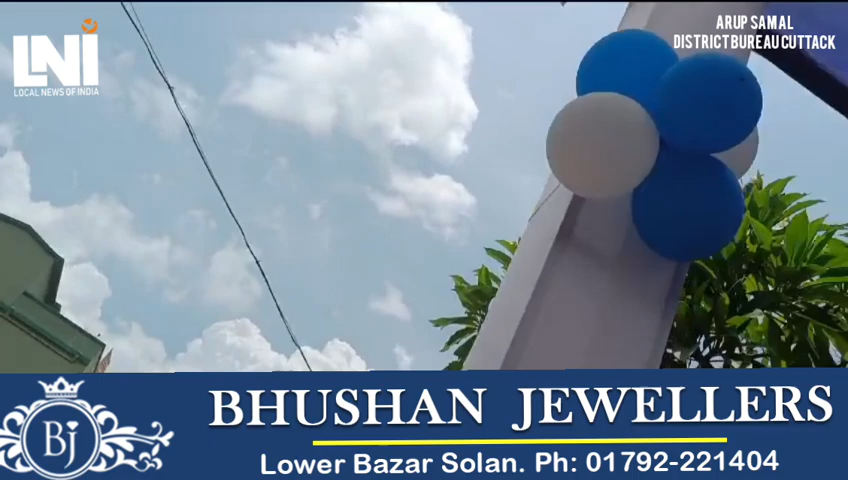 LNI
LOCAL NEWS OF INDIA
ARUP SAMAL
DISTRICT BUREAU CUTTACK
BJ
BHUSHAN JEWELLERS
Lower Bazar Solan. Ph: 01792-221404